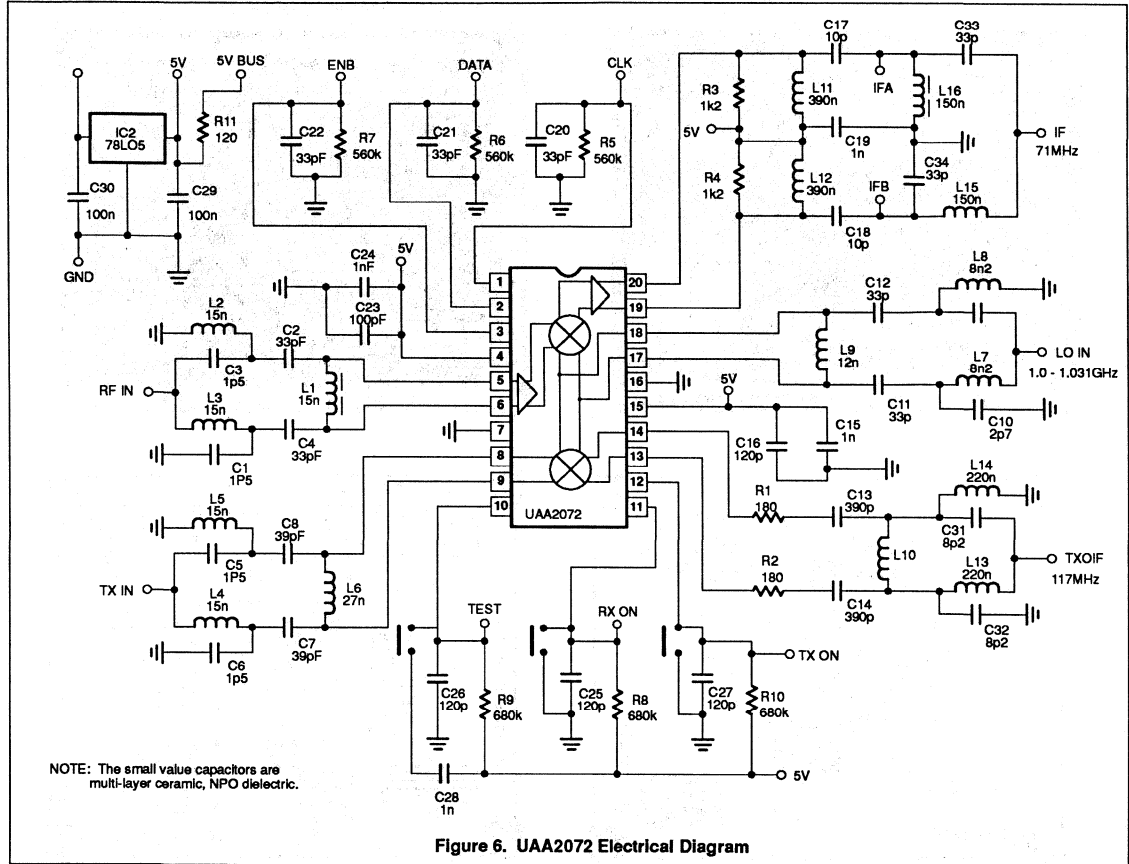 5V
5V BUS
IC2
78LO5
R11
120
C30
100n
C29
100n
GND
ENB
C22
33pF
R7
560k
DATA
C21
33pF
R6
560k
CLK
C20
33pF
R5
560k
C17
10p
C33
33p
R3
1k2
L11
390n
IFA
L16
150n
5V
C19
1n
IF
71MHz
R4
1k2
L12
390n
IFB
C34
33p
L15
150n
C18
10p
C24
1nF
5V
C23
100pF
1
2
3
4
5
6
7
8
9
10
20
19
18
17
16
15
14
13
12
11
UAA2072
L2
15n
C2
33pF
C3
1p5
RF IN
L1
15n
L3
15n
C1
1P5
C4
33pF
C12
33p
L8
8n2
L9
12n
LO IN
1.0 - 1.031GHz
L7
8n2
C11
33p
C10
2p7
5V
C16
120p
C15
1n
L5
15n
C8
39pF
C5
1P5
TX IN
L6
27n
L4
15n
C6
1p5
C7
39pF
R1
180
C13
390p
L14
220n
C31
8p2
L10
TXOIF
117MHz
L13
220n
R2
180
C14
390p
C32
8p2
TEST
RX ON
TX ON
C26
120p
R9
680k
C25
120p
R8
680k
C27
120p
R10
680k
C28
1n
5V
NOTE: The small value capacitors are
multi-layer ceramic, NPO dielectric.
Figure 6. UAA2072 Electrical Diagram